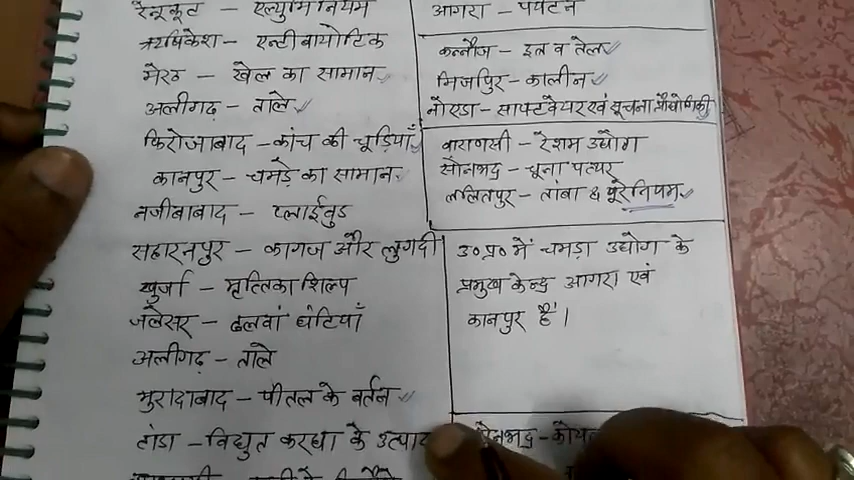 रेनूकूट - एल्युमिनियम
ऋषिकेश - एन्टीबायोटिक
मेरठ - खेल का सामान
अलीगढ़ - ताले
फिरोजाबाद - कांच की चूड़ियाँ
कानपुर - चमड़े का सामान
नजीबाबाद - प्लाईवुड
सहारनपुर - कागज और लुगदी
खुर्जा - मृत्तिका शिल्प
जलेसर - ढलवां घंटियाँ
अलीगढ़ - ताले
मुरादाबाद - पीतल के बर्तन
टांडा - विद्युत करघा के
आगरा - पर्यटन
कन्नौज - इत्र व तेल
मिर्जापुर - कालीन
नोएडा - साफ्टवेयर एवं सूचना प्रौद्योगिकी
वाराणसी - रेशम उद्योग
सोनभद्र - चूना पत्थर
ललितपुर - तांबा & यूरेनियम
उ०प्र० में चमड़ा उद्योग के
प्रमुख केन्द्र आगरा एवं
कानपुर हैं।